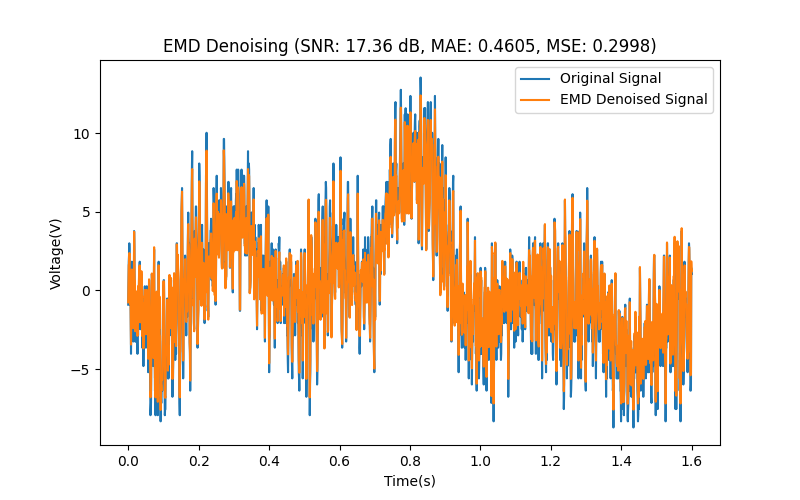 EMD Denoising (SNR: 17.36 dB, MAE: 0.4605, MSE: 0.2998)
Original Signal
EMD Denoised Signal
Voltage(V)
10
5
0
−5
0.0 0.2 0.4 0.6 0.8 1.0 1.2 1.4 1.6
Time(s)